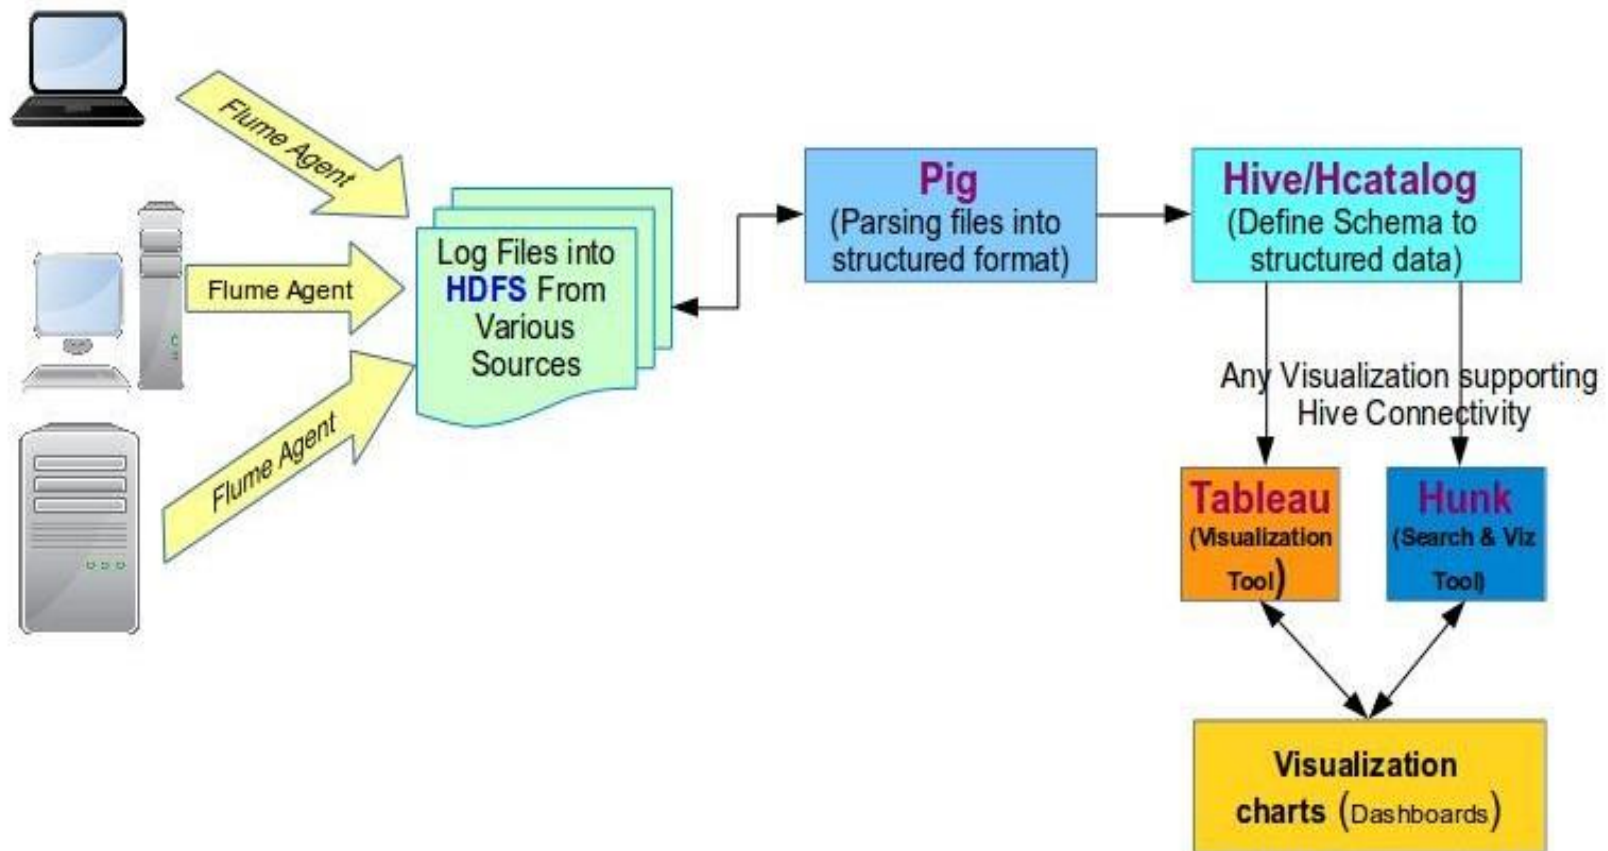 Flume Agent
Flume Agent
Flume Agent
Log Files into
HDFS From
Various
Sources
Pig
(Parsing files into
structured format)
Hive/Hcatalog
(Define Schema to
structured data)
Any Visualization supporting
Hive Connectivity
Tableau
(Visualization
Tool)
Hunk
(Search & Viz
Tool)
Visualization
charts (Dashboards)